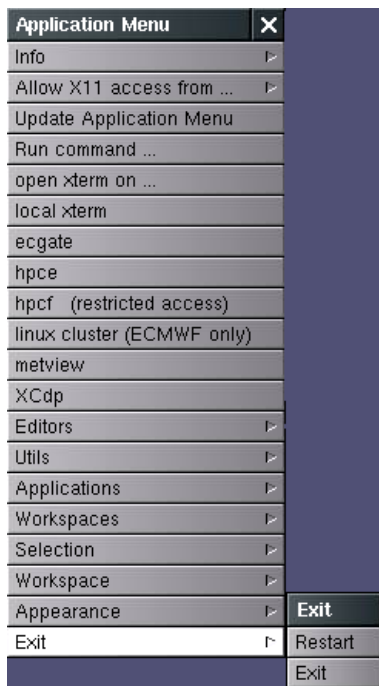 Application Menu
Info
Allow X11 access from ...
Update Application Menu
Run command ...
open xterm on ...
local xterm
ecgate
hpce
hpcf (restricted access)
linux cluster (ECMWF only)
metview
XCdp
Editors
Utils
Applications
Workspaces
Selection
Workspace
Appearance
Exit
Exit
Restart
Exit